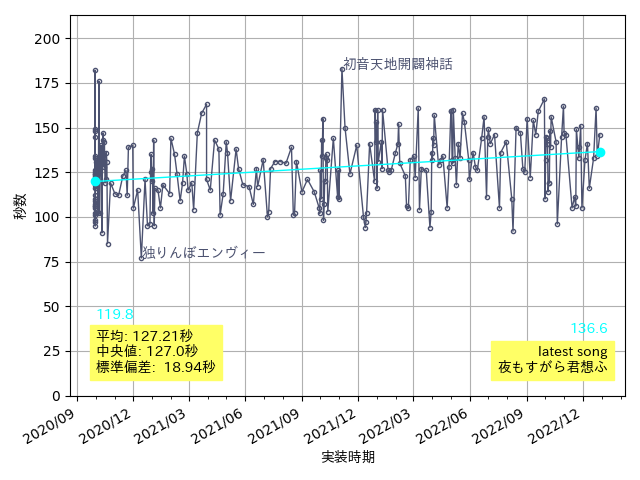 200
175
150
125
100
75
50
25
0
秒数
初音天地開闢神話
独りんぼエンヴィー
119.8
平均: 127.21秒
中央値: 127.0秒
標準偏差: 18.94秒
136.6
latest song
夜もすがら君想ふ
2020/09
2020/12
2021/03
2021/06
2021/09
2021/12
2022/03
2022/06
2022/09
2022/12
実装時期